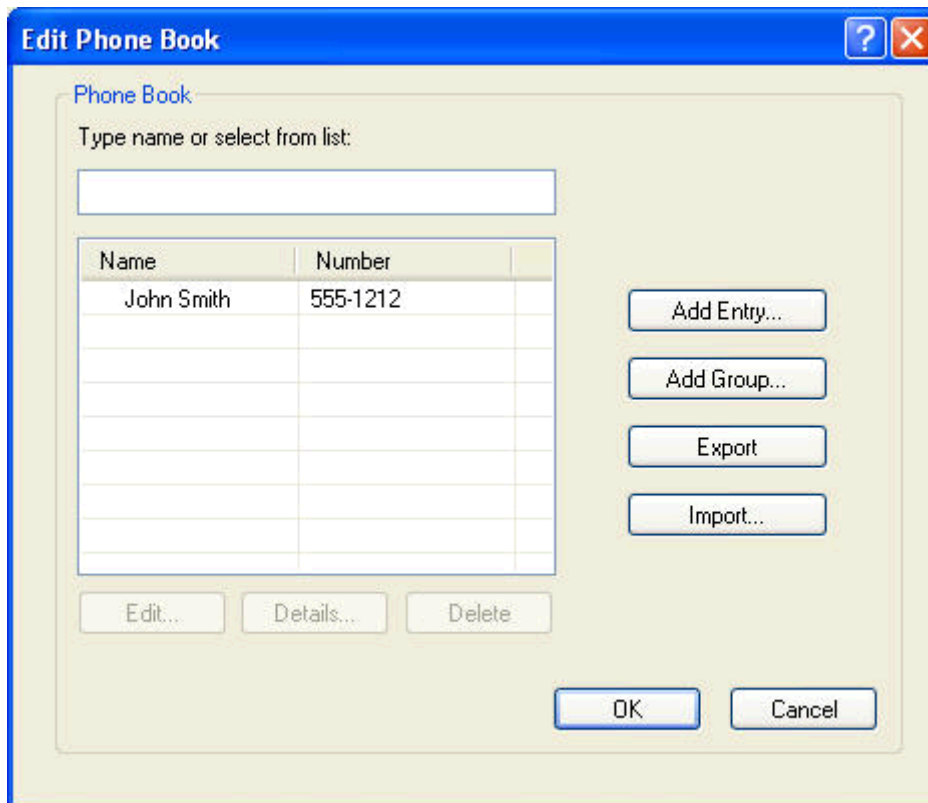 Edit Phone Book
Phone Book
Type name or select from list:
Name Number
John Smith 555-1212
Add Entry...
Add Group...
Export
Import...
Edit... Details... Delete
OK Cancel